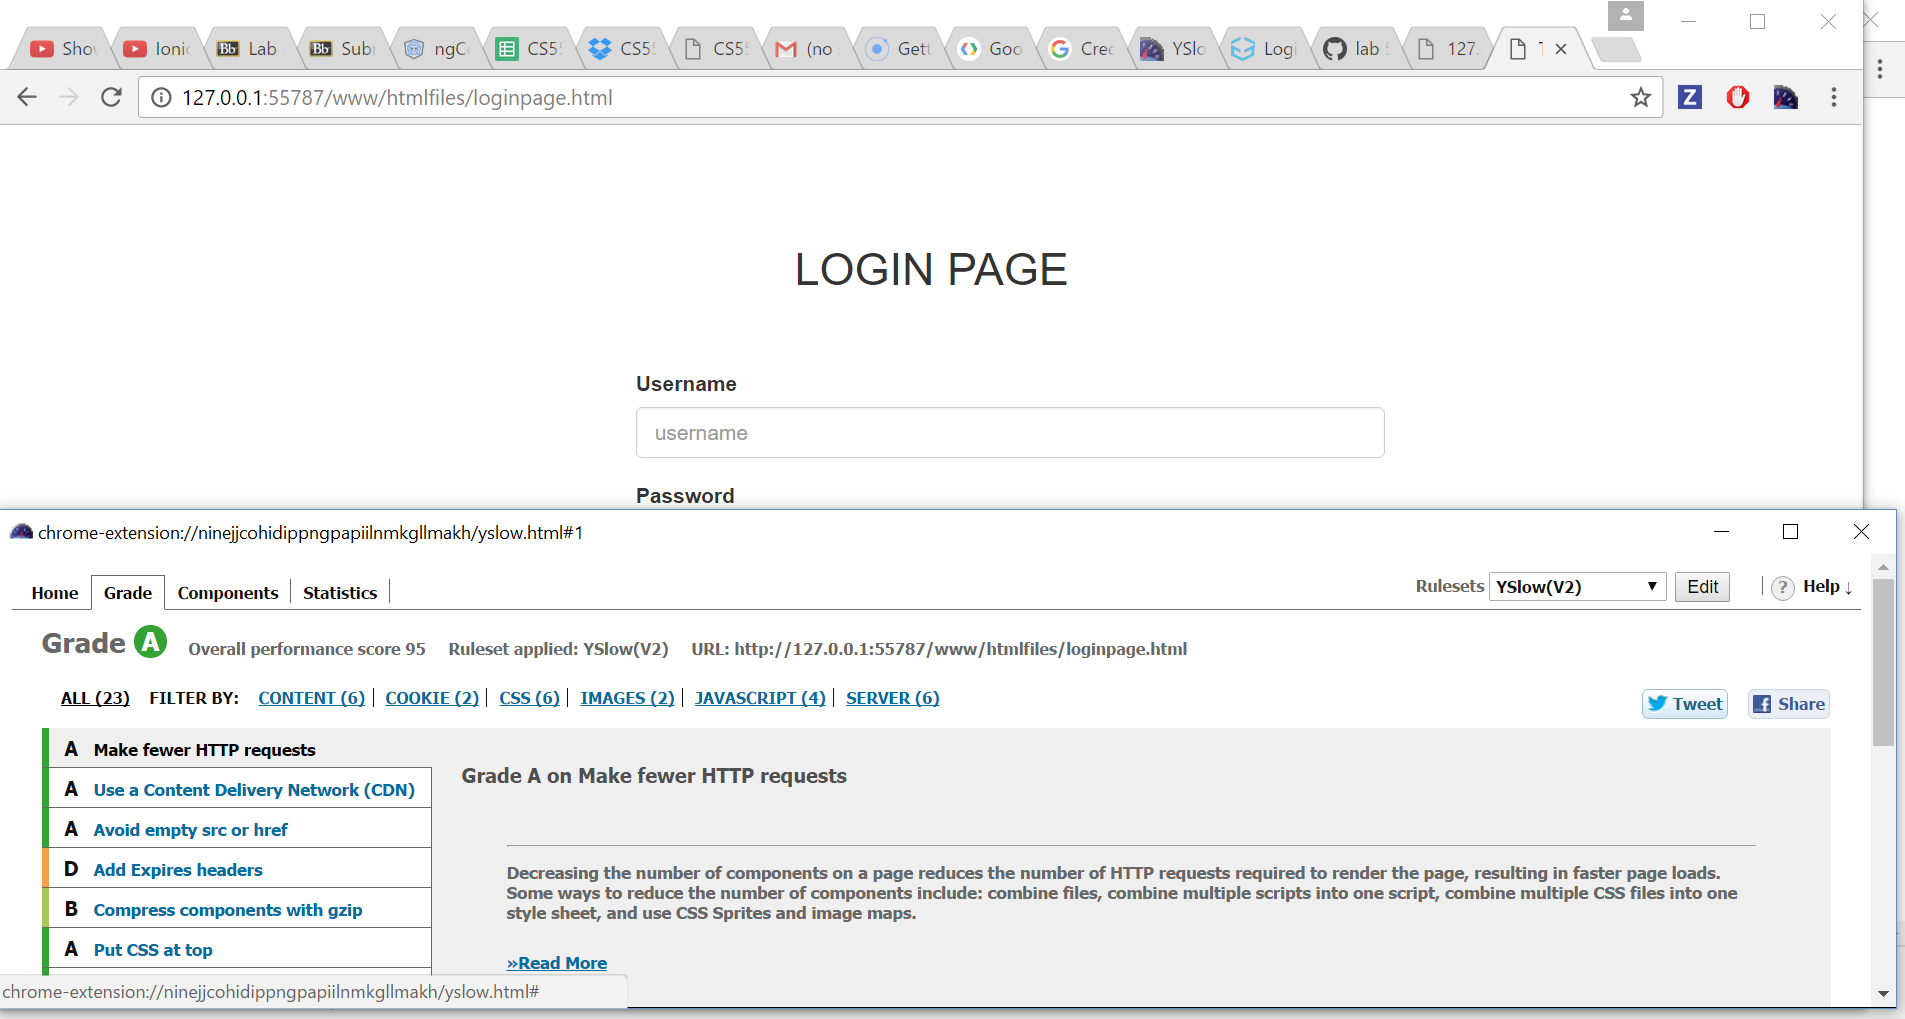 Sho
Ionic
Bb Lab
Bb Sub
ngC
CS5
CS5
CS5
M (no
Gett
Goo
G Crec
YSlo
Logi
lab
127.
127.0.0.1:55787/www/htmlfiles/loginpage.html
Z
LOGIN PAGE
Username
username
Password
chrome-extension://ninejjcohidippngpapiilnmkgllmakh/yslow.html#1
Home Grade Components Statistics Rulesets YSlow(V2) Edit ? Help ↓
Grade A Overall performance score 95 Ruleset applied: YSlow(V2) URL: http://127.0.0.1:55787/www/htmlfiles/loginpage.html
ALL (23) FILTER BY: CONTENT (6) | COOKIE (2) | CSS (6) | IMAGES (2) | JAVASCRIPT (4) | SERVER (6)
Tweet Share
A Make fewer HTTP requests
A Use a Content Delivery Network (CDN)
A Avoid empty src or href
D Add Expires headers
B Compress components with gzip
A Put CSS at top
Grade A on Make fewer HTTP requests
Decreasing the number of components on a page reduces the number of HTTP requests required to render the page, resulting in faster page loads.
Some ways to reduce the number of components include: combine files, combine multiple scripts into one script, combine multiple CSS files into one
style sheet, and use CSS Sprites and image maps.
»Read More
chrome-extension://ninejjcohidippngpapiilnmkgllmakh/yslow.html#